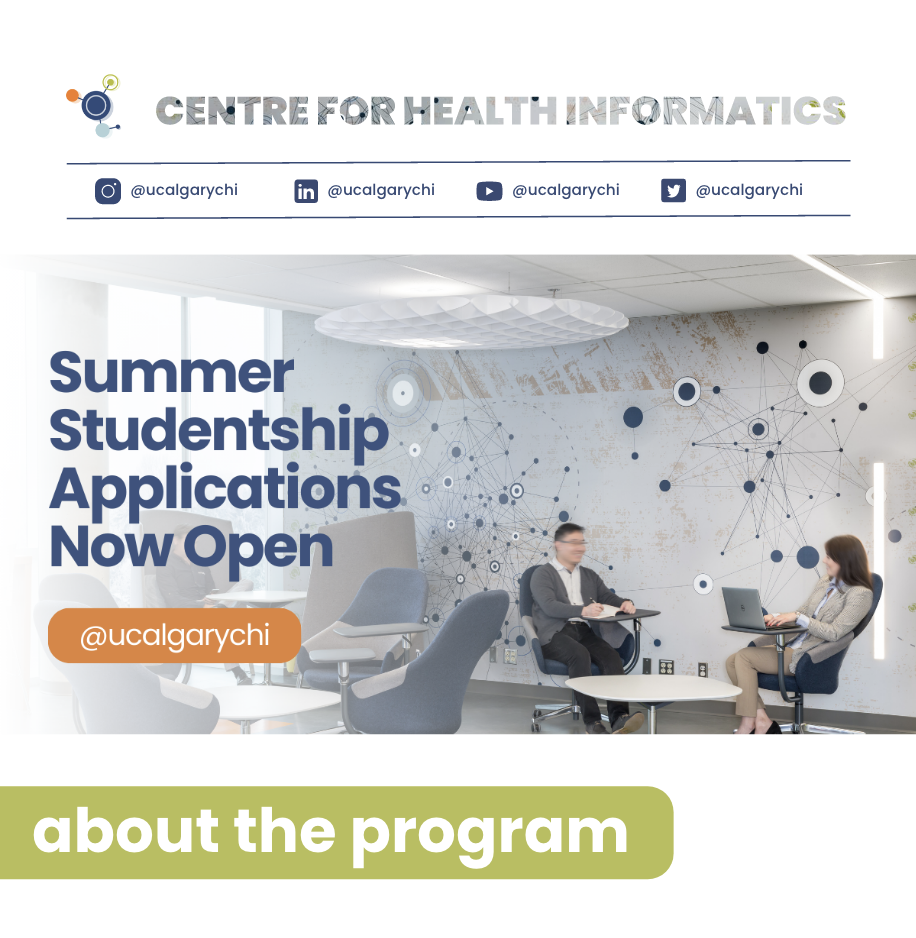 CENTRE FOR HEALTH INFORMATICS
@ucalgarychi @ucalgarychi @ucalgarychi @ucalgarychi
Summer
Studentship
Applications
Now Open
@ucalgarychi
about the program